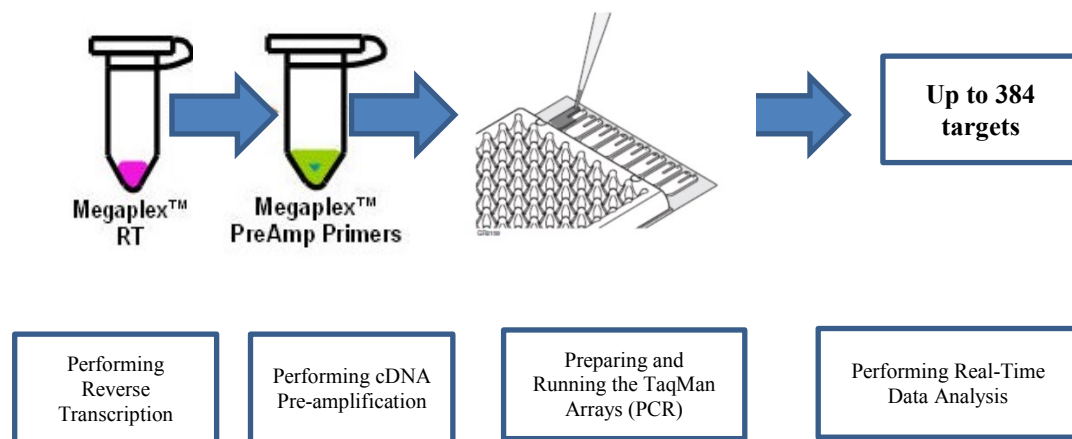 Megaplex™
RT
Megaplex™
PreAmp Primers
Up to 384
targets
Performing
Reverse
Transcription
Performing cDNA
Pre-amplification
Preparing and
Running the TaqMan
Arrays (PCR)
Performing Real-Time
Data Analysis